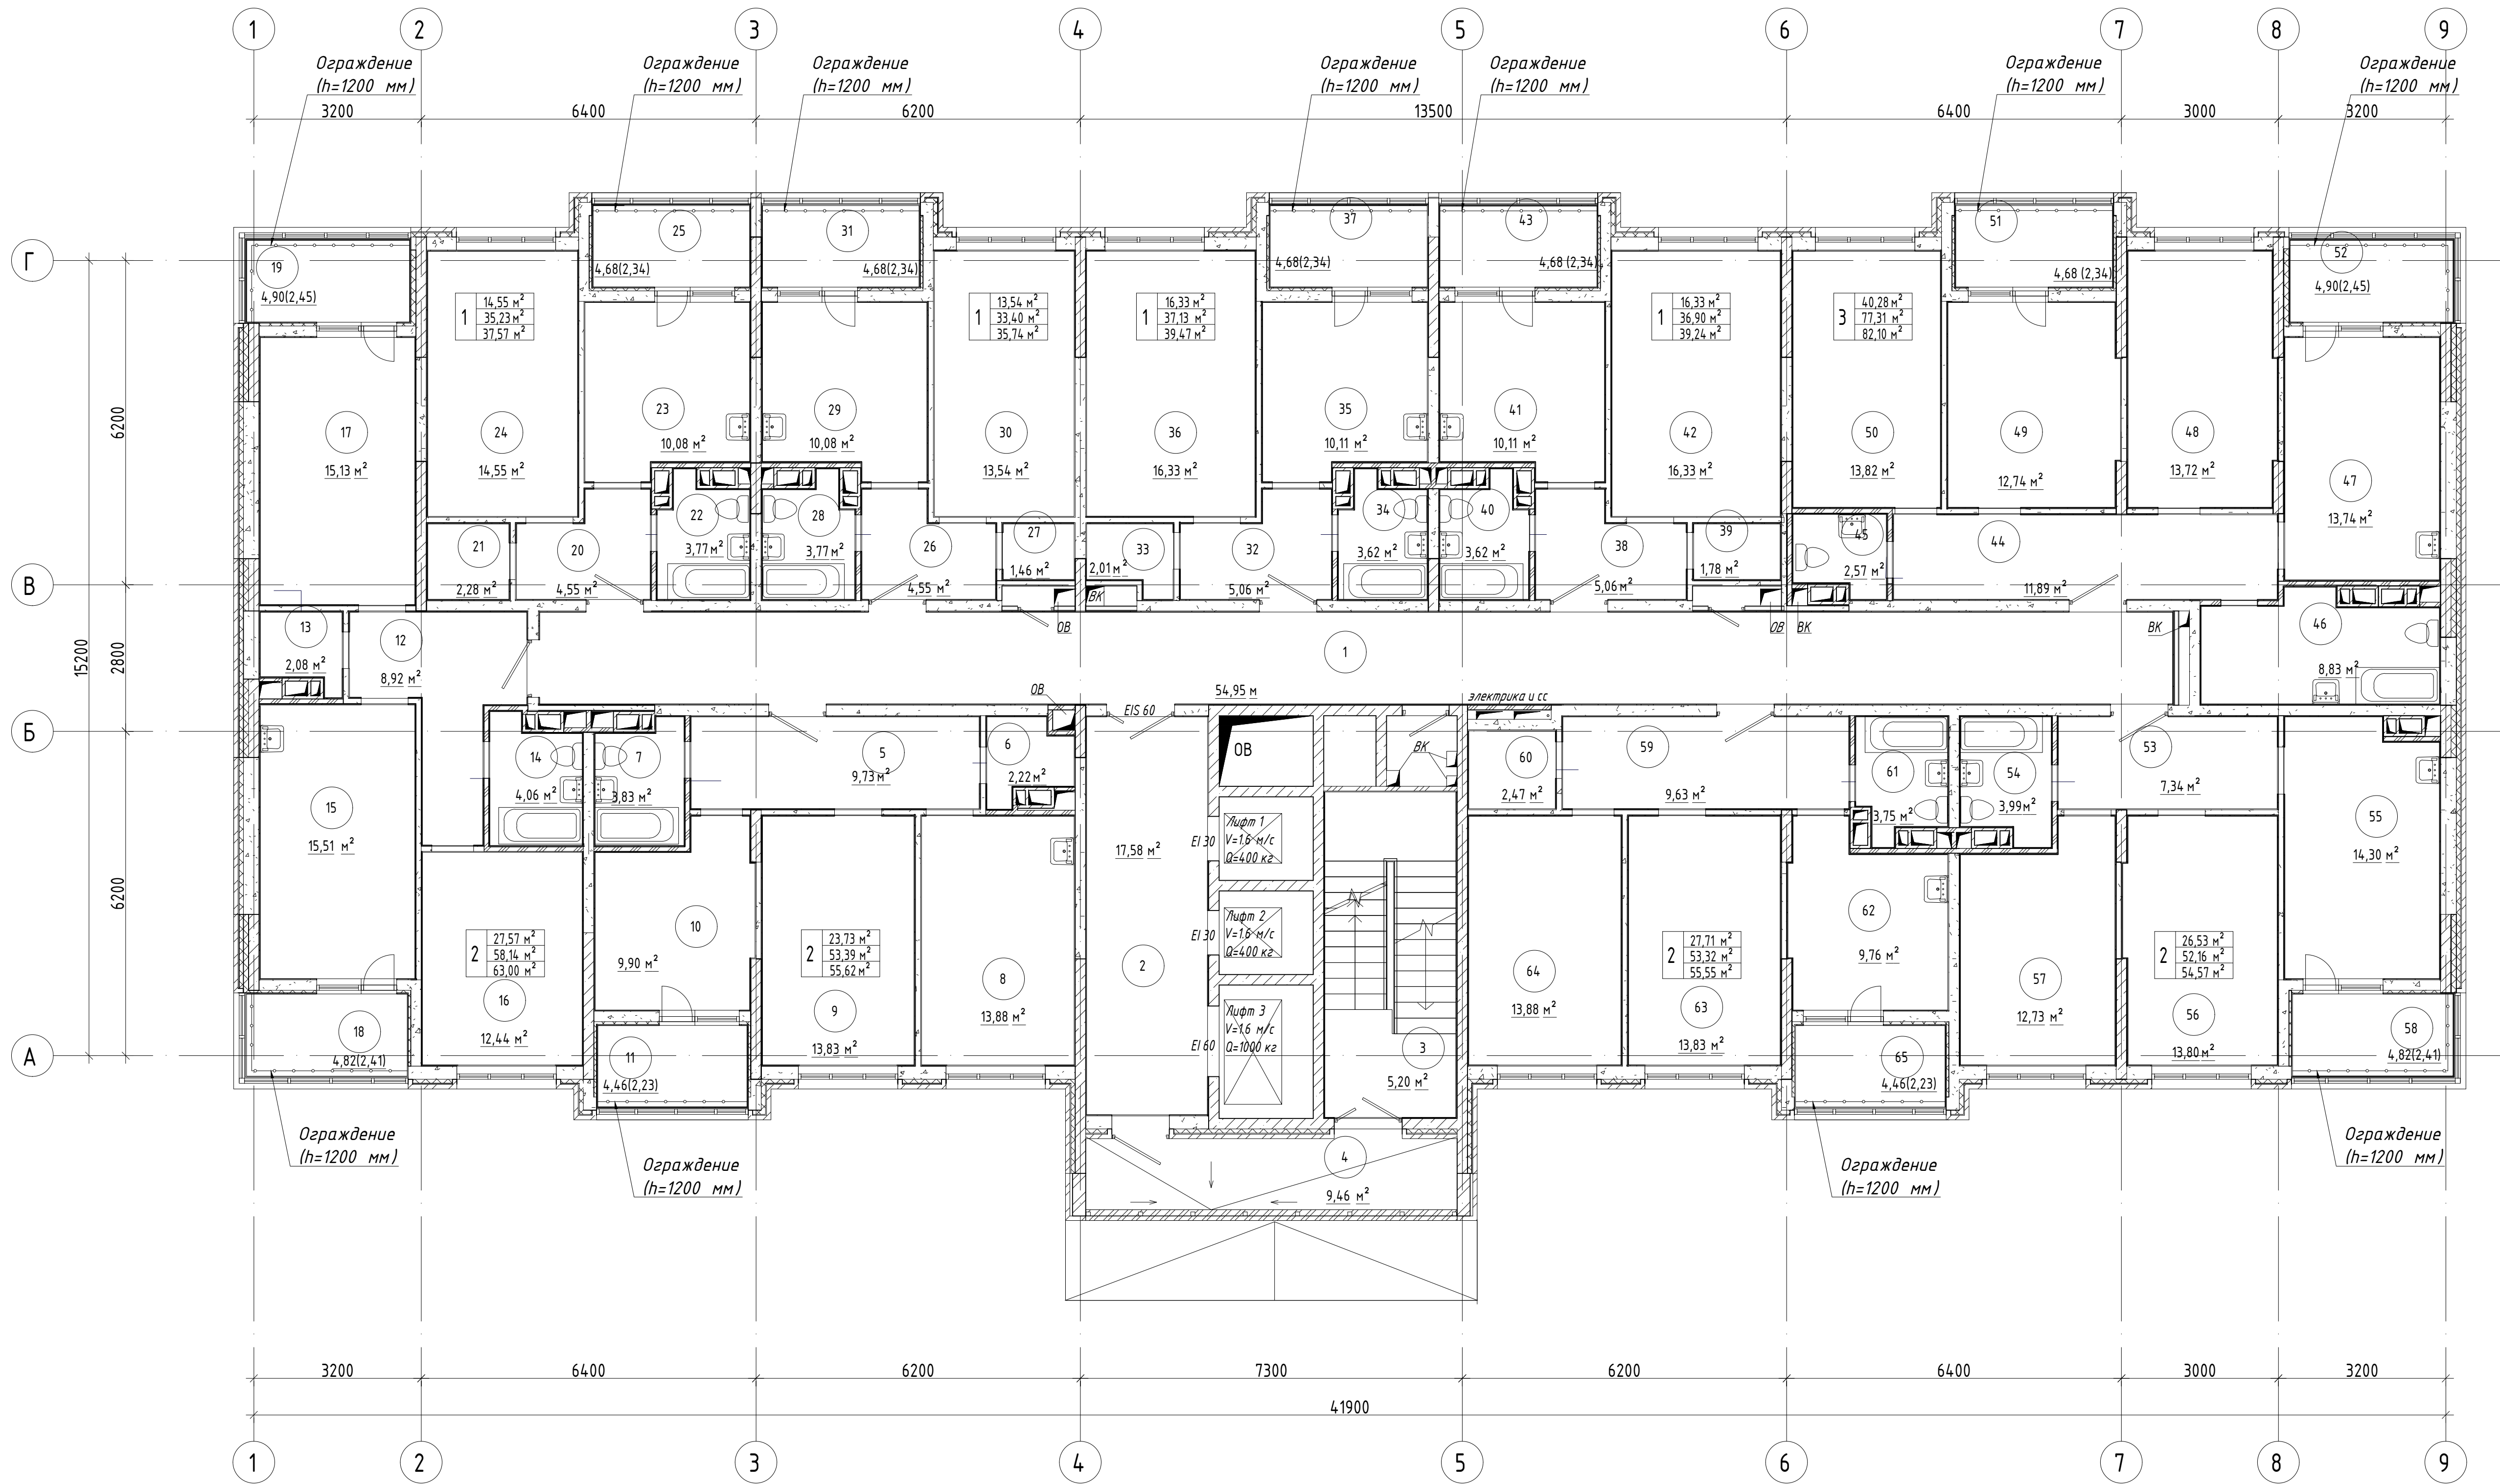 1 2 3 4 5 6 7 8 9
Ограждение
(h=1200 мм)
Ограждение
(h=1200 мм)
Ограждение
(h=1200 мм)
Ограждение
(h=1200 мм)
Ограждение
(h=1200 мм)
Ограждение
(h=1200 мм)
Ограждение
(h=1200 мм)
3200 6400 6200 13500 6400 3000 3200
Г
В
Б
А
15200
6200
2800
6200
19
4,90(2,45)
25
4,68(2,34)
31
4,68(2,34)
37
4,68(2,34)
43
4,68 (2,34)
51
4,68 (2,34)
52
4,90(2,45)
1
14,55 м²
35,23 м²
37,57 м²
1
13,54 м²
33,40 м²
35,74 м²
1
16,33 м²
37,13 м²
39,47 м²
1
16,33 м²
36,90 м²
39,24 м²
3
40,28 м²
77,31 м²
82,10 м²
17
15,13 м²
24
14,55 м²
23
10,08 м²
29
10,08 м²
30
13,54 м²
36
16,33 м²
35
10,11 м²
41
10,11 м²
42
16,33 м²
50
13,82 м²
49
12,74 м²
48
13,72 м²
47
13,74 м²
21
2,28 м²
20
4,55 м²
22
3,77 м²
28
3,77 м²
26
4,55 м²
27
1,46 м²
33
2,01 м²
32
5,06 м²
34
3,62 м²
40
3,62 м²
38
5,06 м²
39
1,78 м²
45
2,57 м²
44
11,89 м²
46
8,83 м²
ОВ
ВК
ОВ
ВК
ВК
13
2,08 м²
12
8,92 м²
1
54,95 м
ОВ
EIS 60
электрика и сс
14
4,06 м²
7
3,83 м²
5
9,73 м²
6
2,22 м²
ОВ
ВК
60
2,47 м²
59
9,63 м²
61
3,75 м²
54
3,99м²
53
7,34 м²
55
14,30 м²
15
15,51 м²
17,58 м²
2
EI 30
Лифт 1
V=1.6 м/с
Q=400 кг
EI 30
Лифт 2
V=1.6 м/с
Q=400 кг
EI 60
Лифт 3
V=1.6 м/с
Q=1000 кг
2
27,57 м²
58,14 м²
63,00 м²
16
12,44 м²
10
9,90 м²
2
23,73 м²
53,39 м²
55,62 м²
9
13,83 м²
8
13,88 м²
3
5,20 м²
64
13,88 м²
2
27,71 м²
53,32 м²
55,55 м²
63
13,83 м²
62
9,76 м²
57
12,73 м²
2
26,53 м²
52,16 м²
54,57 м²
56
13,80 м²
18
4,82(2,41)
11
4,46(2,23)
65
4,46(2,23)
58
4,82(2,41)
4
9,46 м²
Ограждение
(h=1200 мм)
Ограждение
(h=1200 мм)
Ограждение
(h=1200 мм)
Ограждение
(h=1200 мм)
3200 6400 6200 7300 6200 6400 3000 3200
41900
1 2 3 4 5 6 7 8 9